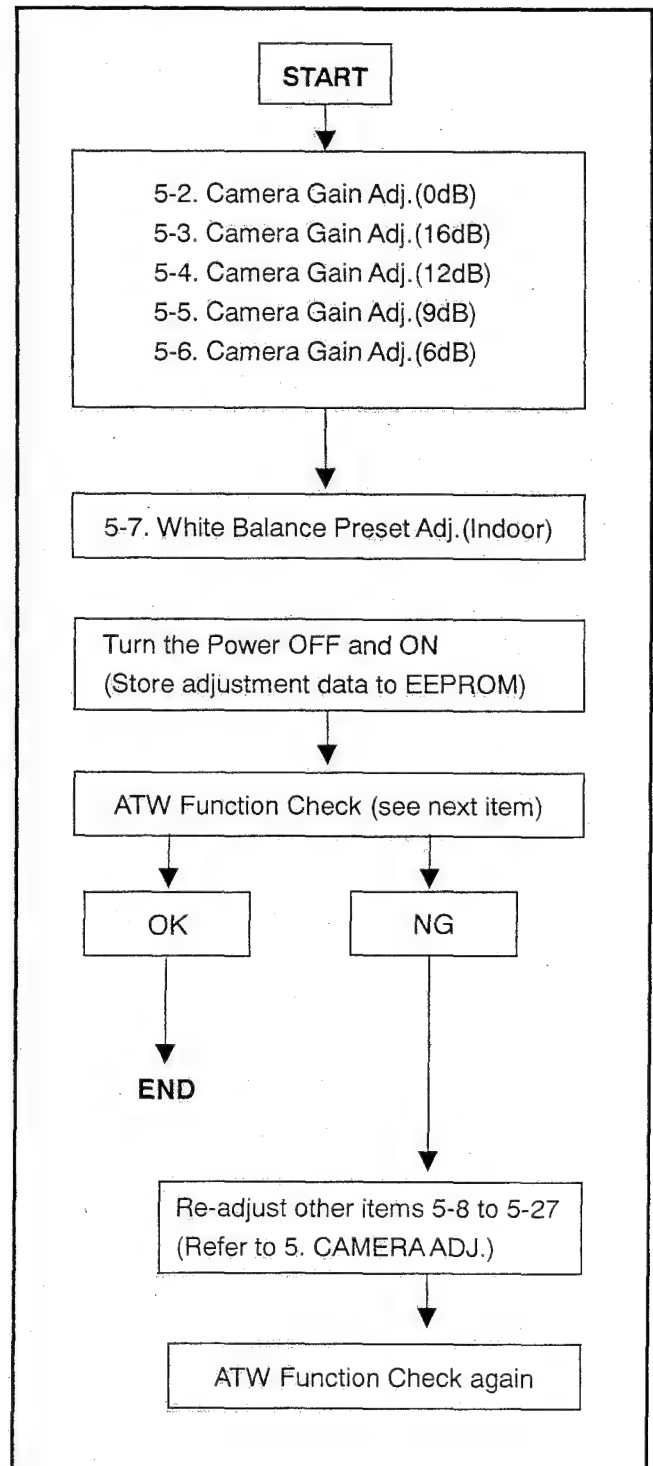 START
5-2. Camera Gain Adj.(0dB)
5-3. Camera Gain Adj.(16dB)
5-4. Camera Gain Adj.(12dB)
5-5. Camera Gain Adj.(9dB)
5-6. Camera Gain Adj.(6dB)
5-7. White Balance Preset Adj.(Indoor)
Turn the Power OFF and ON
(Store adjustment data to EEPROM)
ATW Function Check (see next item)
OK
NG
END
Re-adjust other items 5-8 to 5-27
(Refer to 5. CAMERA ADJ.)
ATW Function Check again